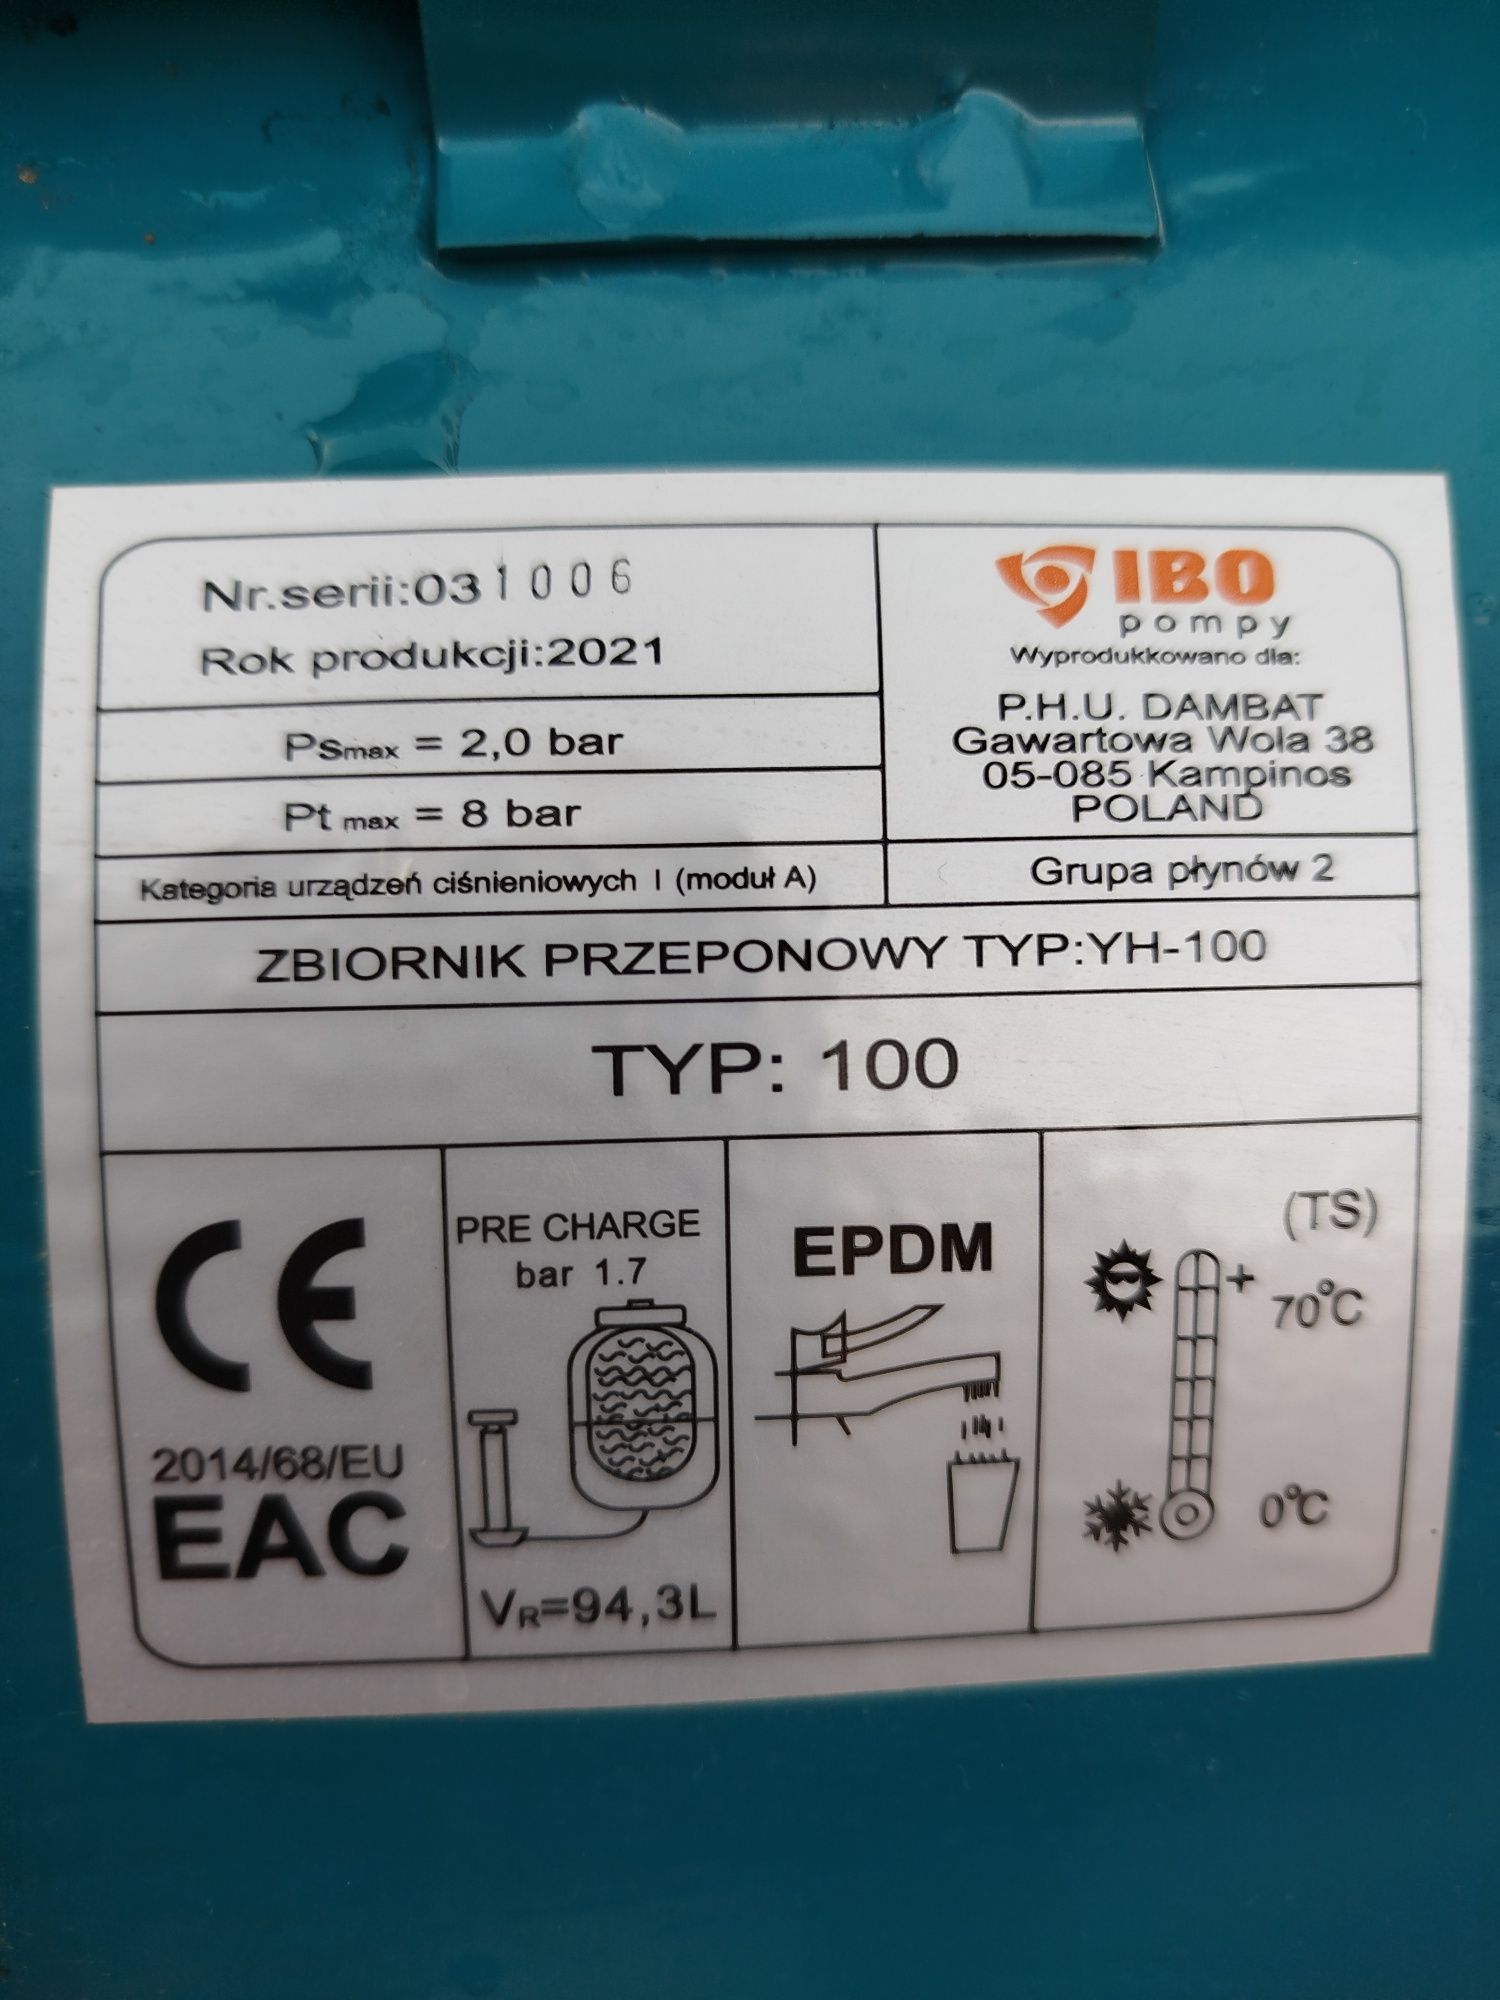 Nr.serii:031006
Rok produkcji:2021
IBO
pompy
Wyprodukkowano dla:
P.H.U. DAMBAT
Gawartowa Wola 38
05-085 Kampinos
POLAND
Psmax = 2,0 bar
Pt max = 8 bar
Kategoria urządzeń ciśnieniowych I (moduł A)
Grupa płynów 2
ZBIORNIK PRZEPONOWY TYP:YH-100
TYP: 100
CE
2014/68/EU
EAC
PRE CHARGE
bar 1.7
VR=94,3L
EPDM
(TS)
+ 70°C
0°C